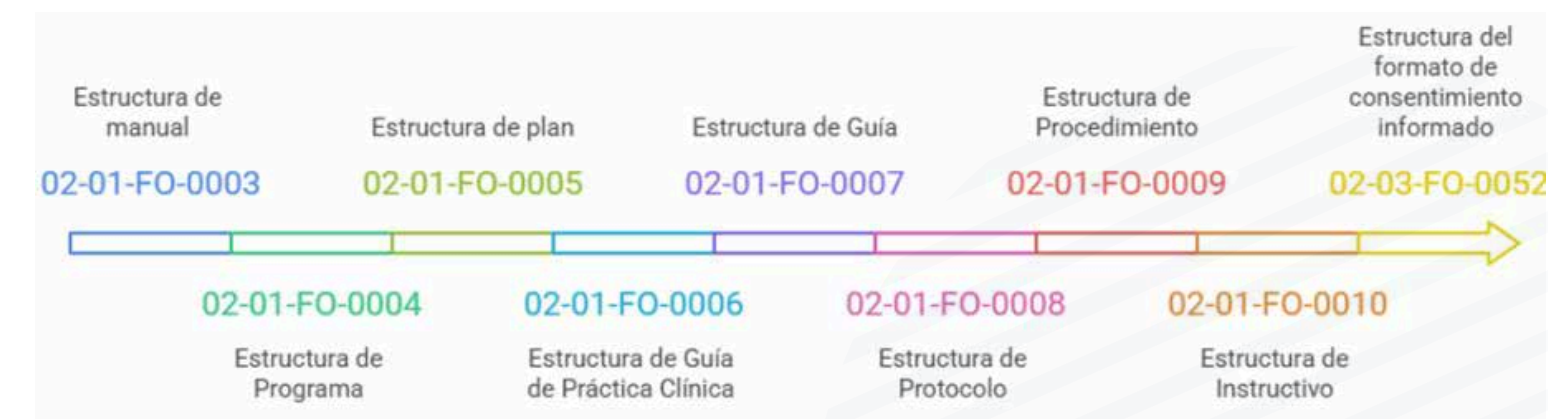 Estructura de
manual
02-01-FO-0003
02-01-FO-0004
Estructura de
Programa
Estructura de plan
02-01-FO-0005
02-01-FO-0006
Estructura de Guía
de Práctica Clínica
Estructura de Guía
02-01-FO-0007
02-01-FO-0008
Estructura de
Protocolo
Estructura de
Procedimiento
02-01-FO-0009
02-01-FO-0010
Estructura de
Instructivo
Estructura del
formato de
consentimiento
informado
02-03-FO-0052